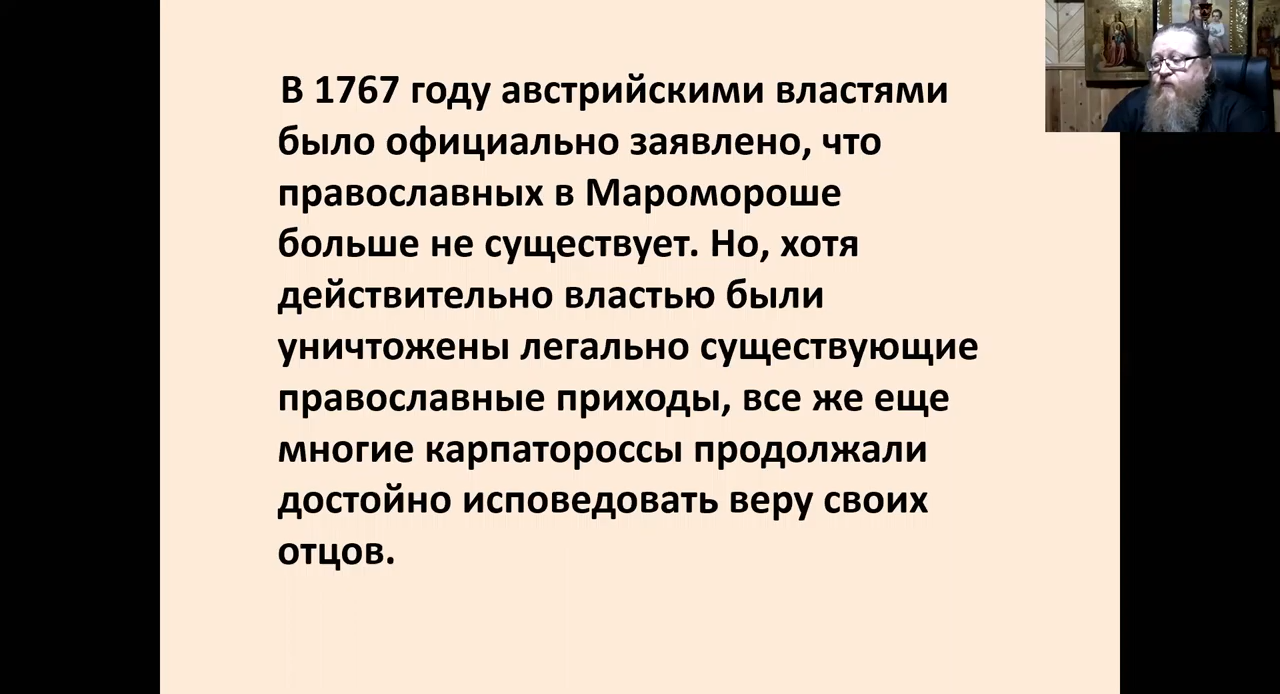 В 1767 году австрийскими властями
было официально заявлено, что
православных в Маромороше
больше не существует. Но, хотя
действительно властью были
уничтожены легально существующие
православные приходы, все же еще
многие карпатороссы продолжали
достойно исповедовать веру своих
отцов.